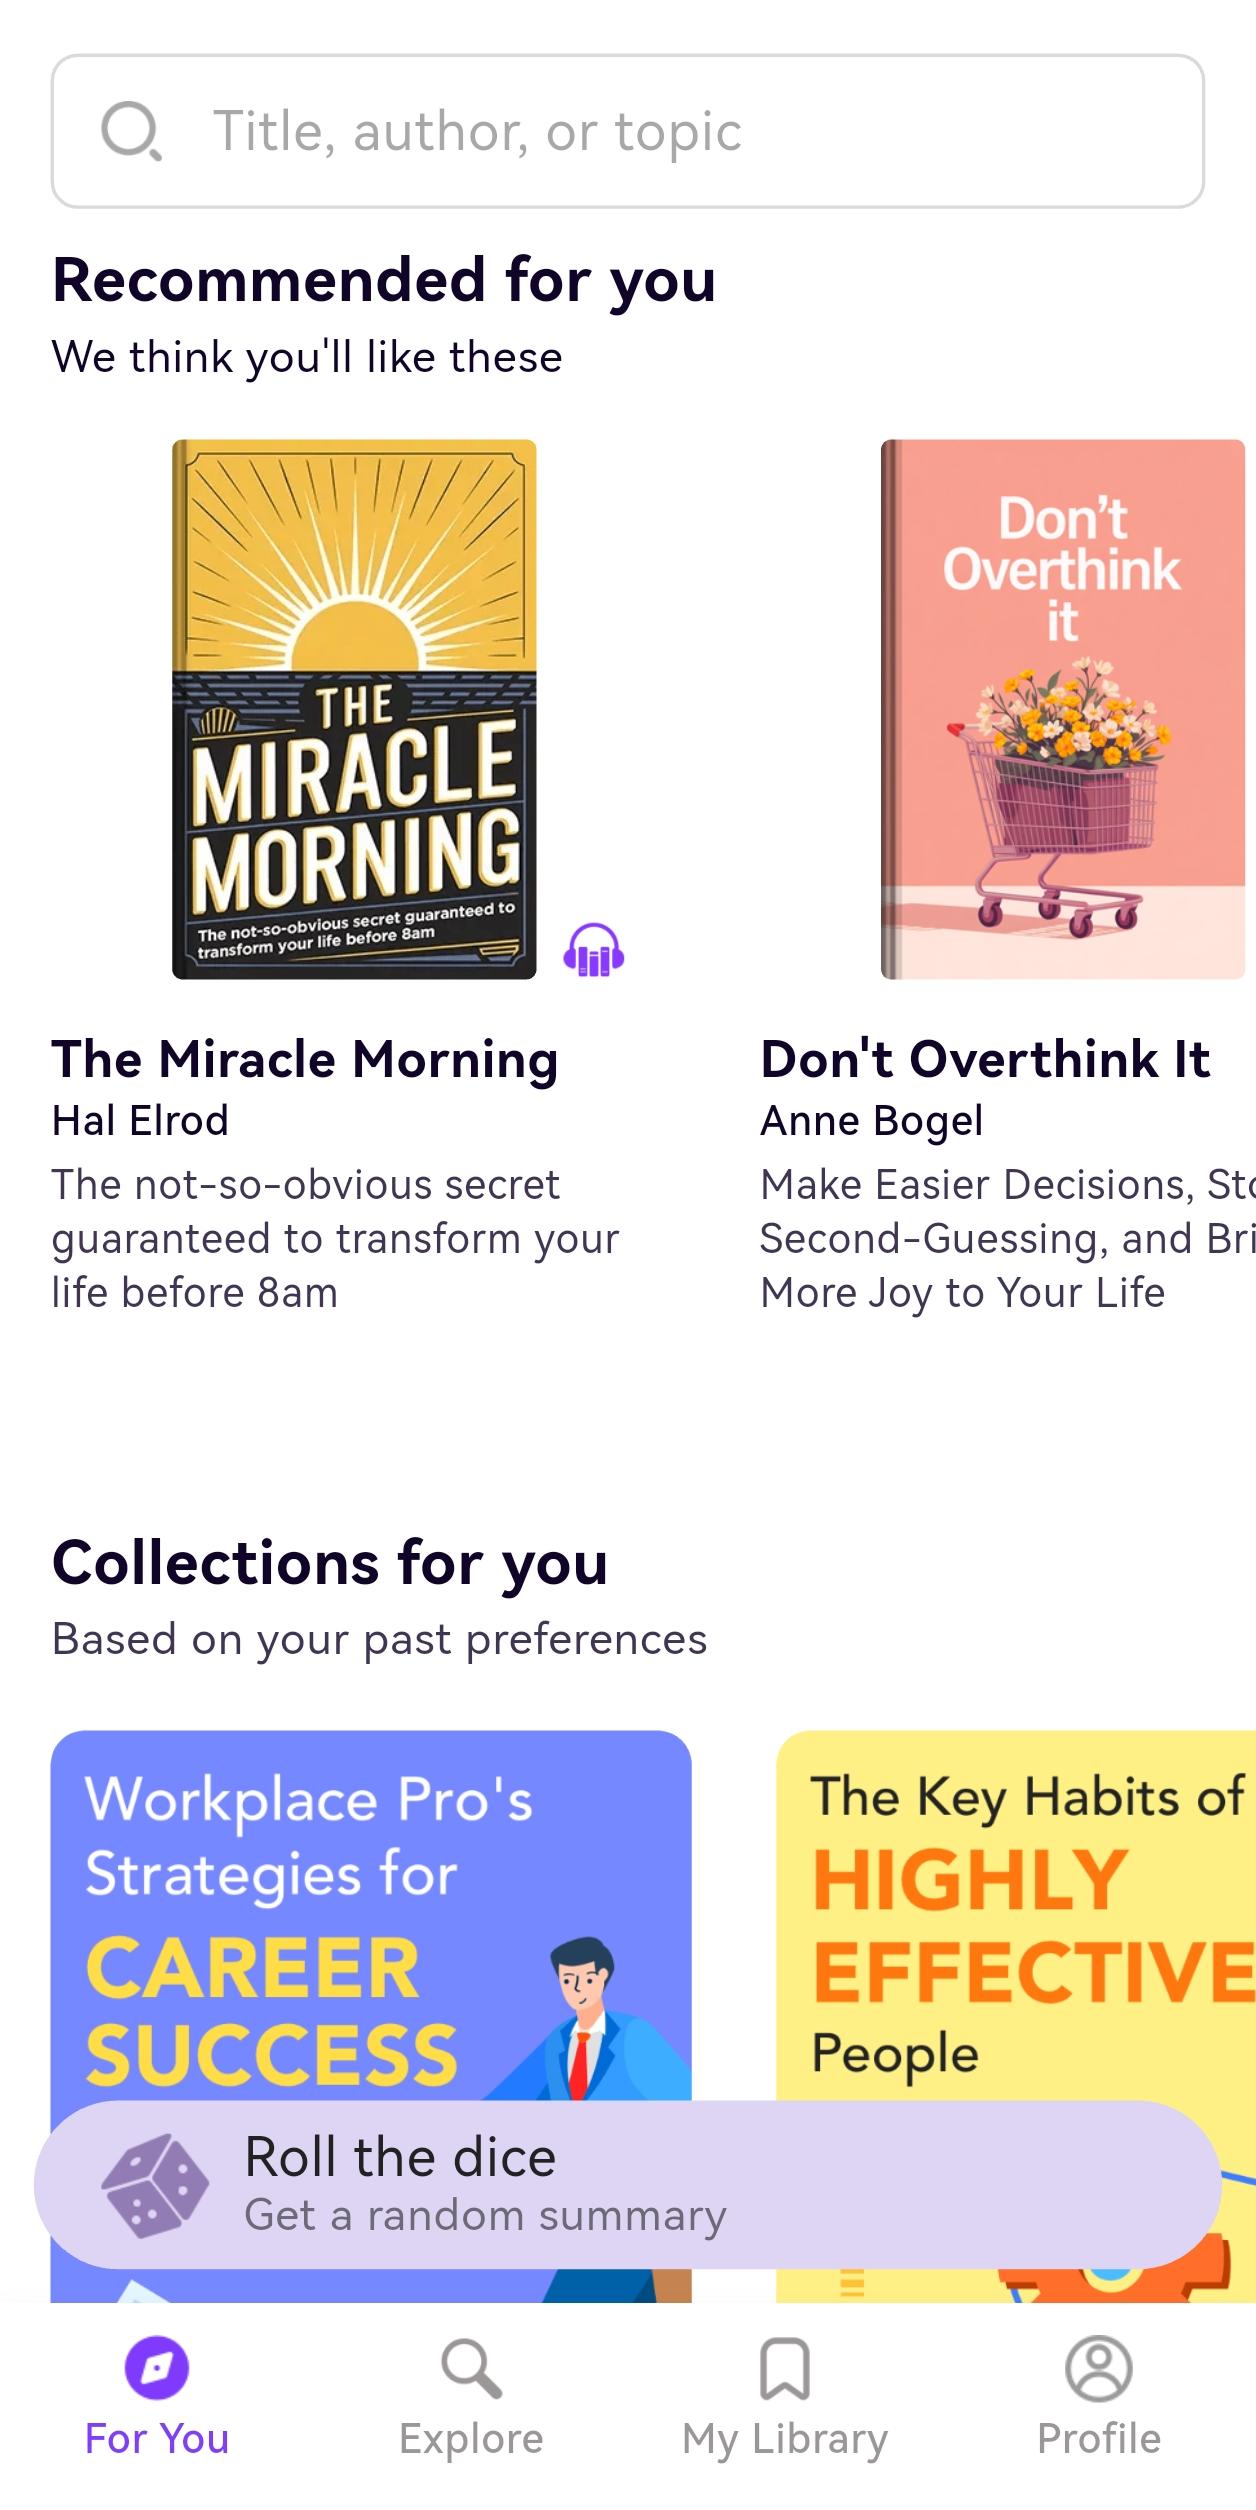 Title, author, or topic
Recommended for you
We think you'll like these
THE
MIRACLE
MORNING
The not-so-obvious secret guaranteed to
transform your life before 8am
Don't
Overthink
it
The Miracle Morning
Hal Elrod
The not-so-obvious secret
guaranteed to transform your
life before 8am
Don't Overthink It
Anne Bogel
Make Easier Decisions,
Second-Guessing, and
More Joy to Your Life
Collections for you
Based on your past preferences
Workplace Pro's
Strategies for
CAREER
SUCCESS
The Key Habits of
HIGHLY
EFFECTIVE
People
Roll the dice
Get a random summary
For You
Explore
My Library
Profile